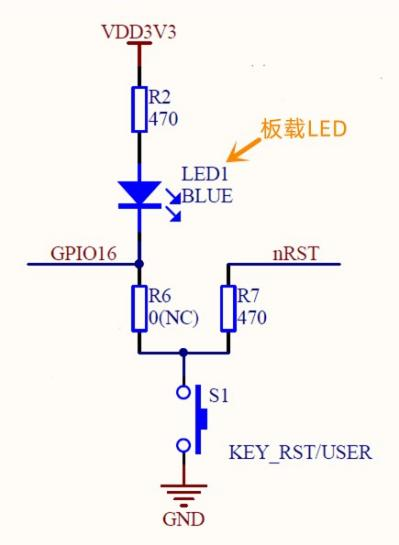 VDD3V3
R2
470
板载LED
LED1
BLUE
GPIO16
nRST
R6
0(NC)
R7
470
S1
KEY_RST/USER
GND